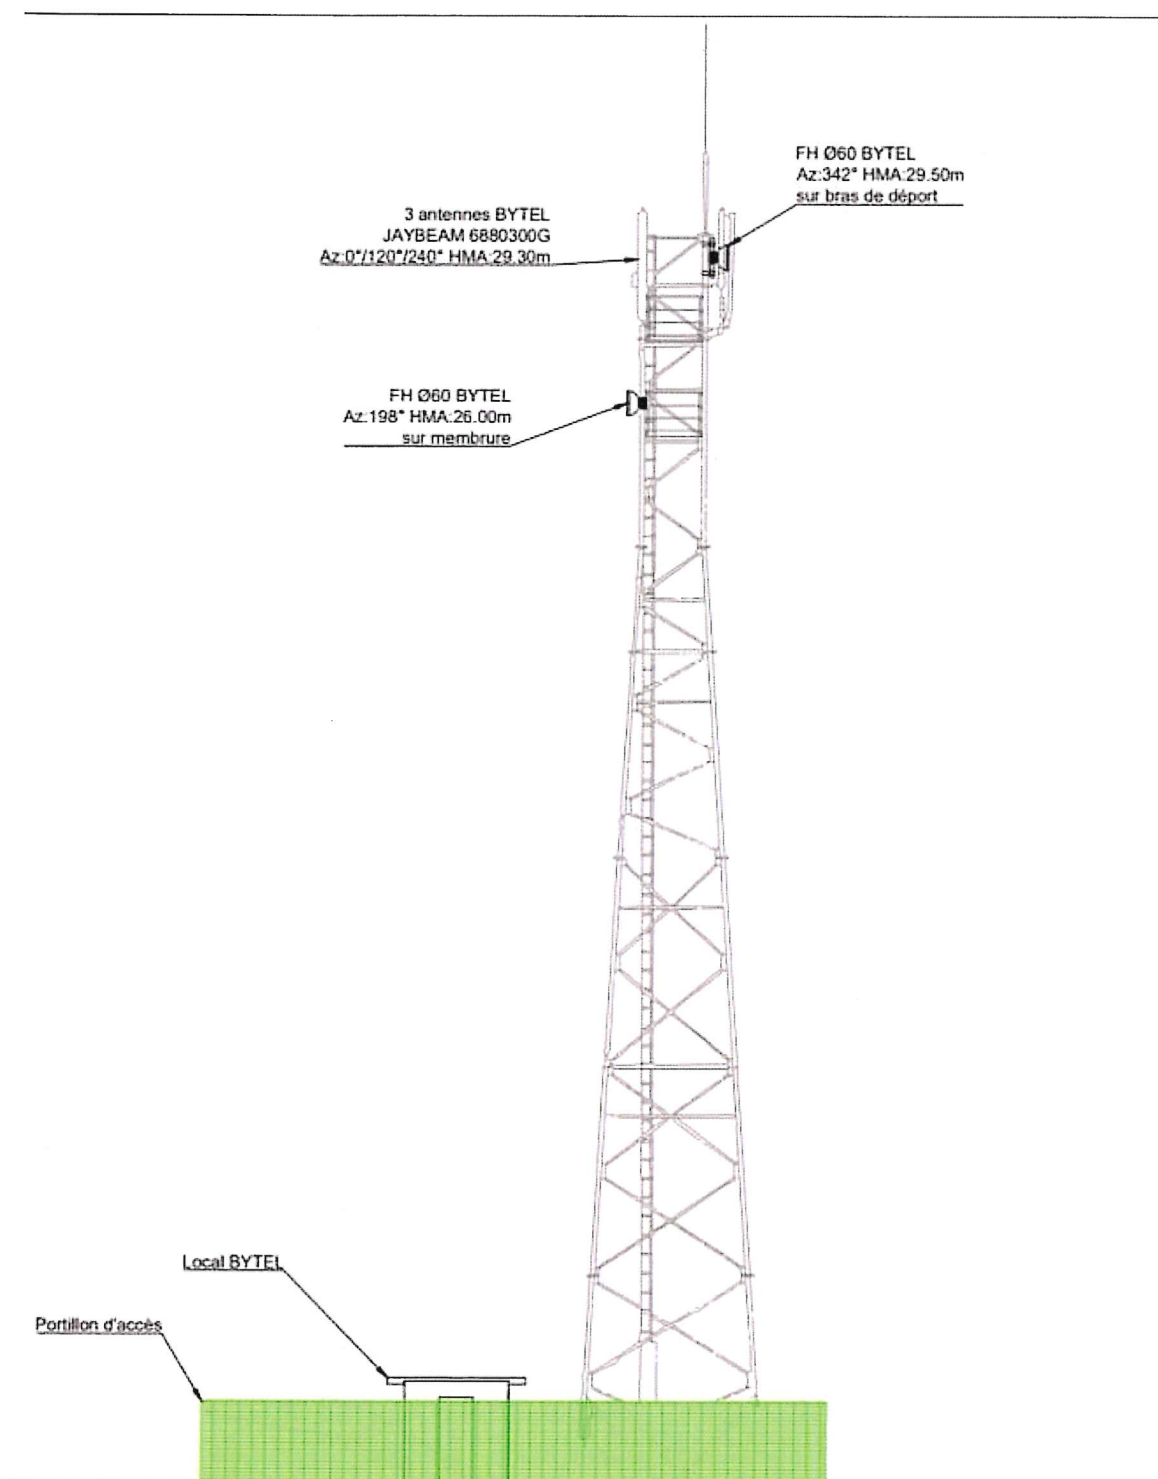 FH Ø60 BYTEL
Az:342° HMA:29.50m
sur bras de déport
3 antennes BYTEL
JAYBEAM 6880300G
Az:0°/120°/240° HMA:29.30m
FH Ø60 BYTEL
Az:198° HMA:26.00m
sur membrure
Local BYTEL
Portillon d'accès